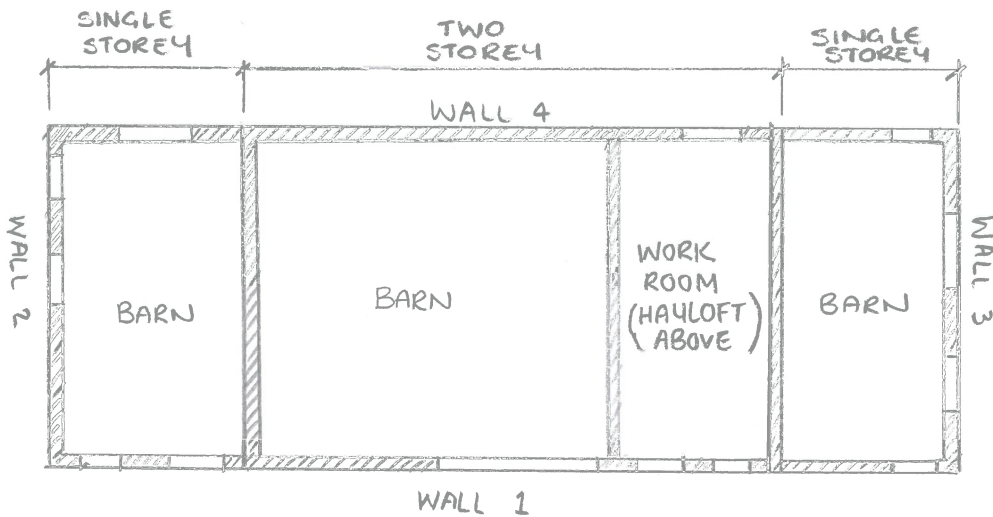 SINGLE
STOREY
TWO
STOREY
SINGLE
STOREY
WALL 4
WALL 2
BARN
BARN
WORK
ROOM
(HAYLOFT
ABOVE)
BARN
WALL 3
WALL 1